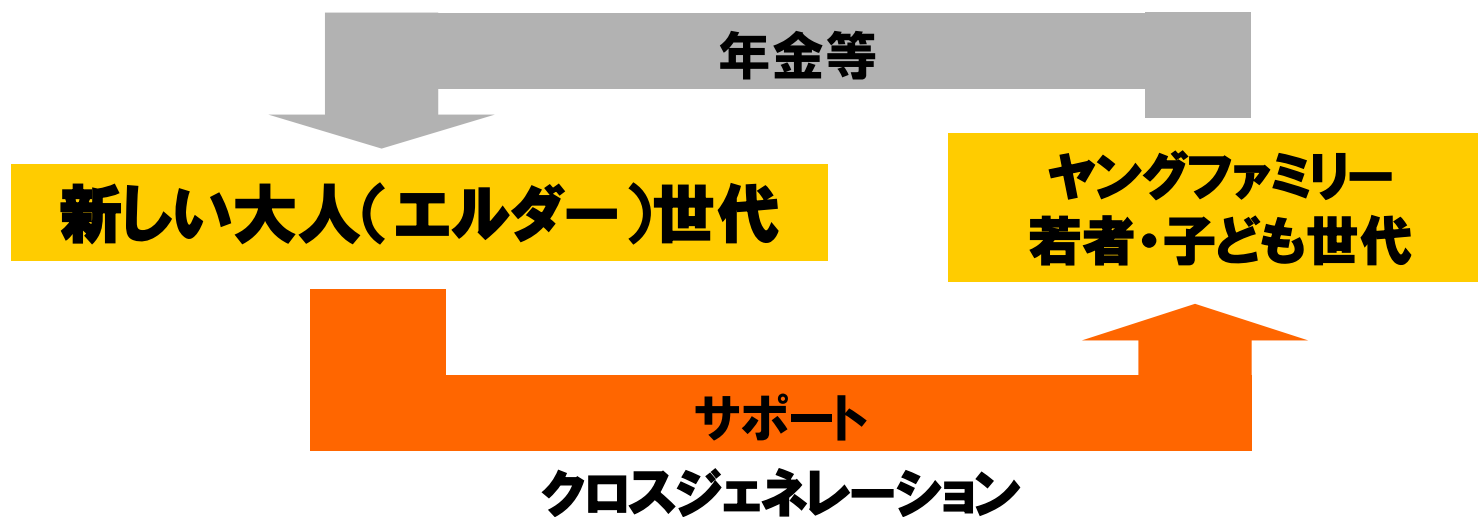 年金等
新しい大人（エルダー）世代
ヤングファミリー
若者・子ども世代
サポート
クロスジェネレーション